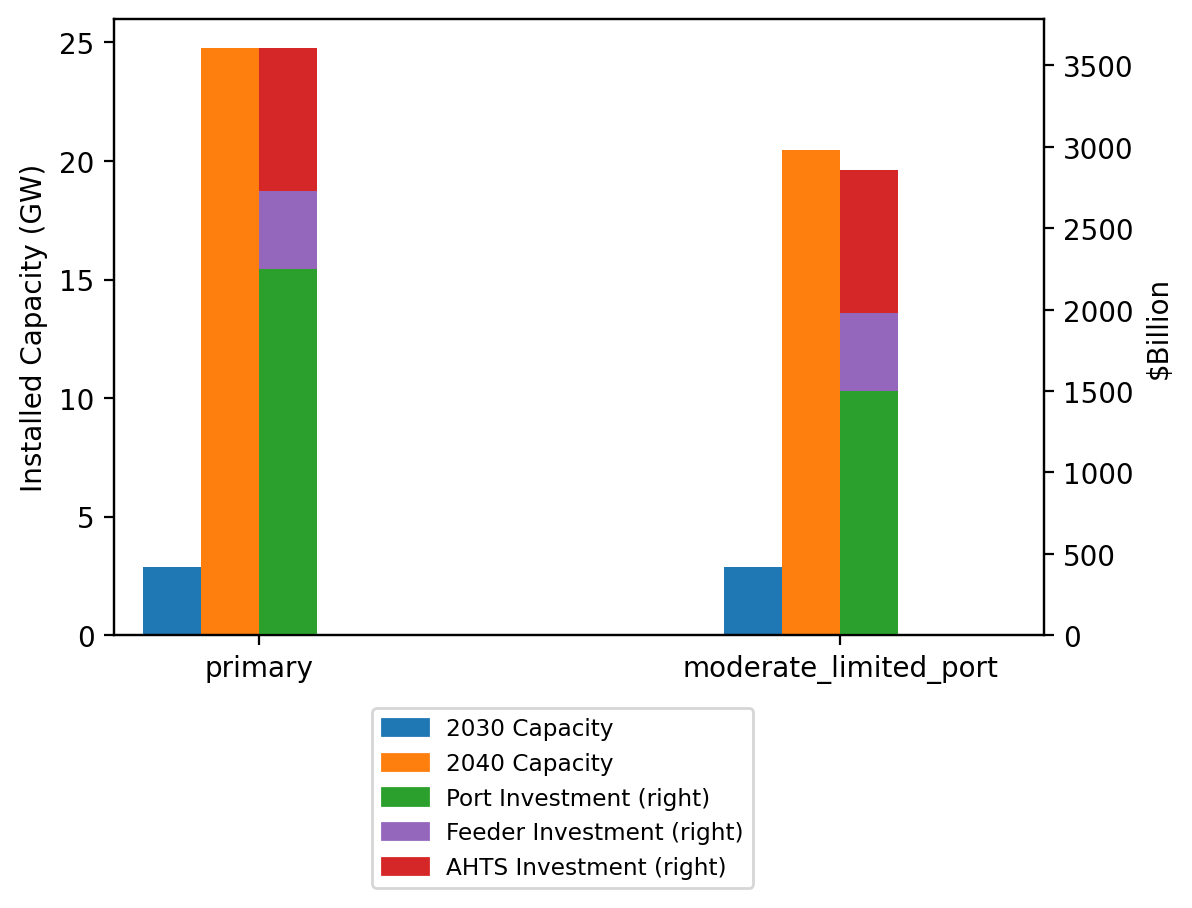 Installed Capacity (GW)
25
20
15
10
5
0
3500
3000
2500
2000
1500
1000
500
0
$Billion
primary
moderate_limited_port
2030 Capacity
2040 Capacity
Port Investment (right)
Feeder Investment (right)
AHTS Investment (right)